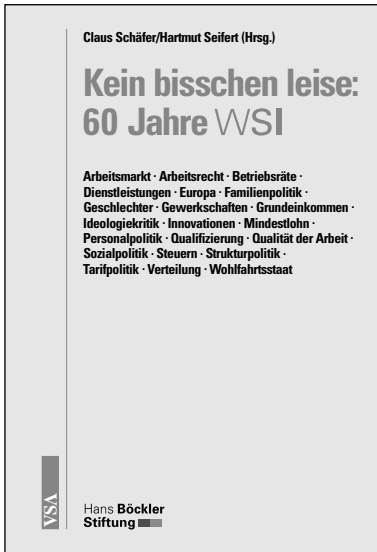 Claus Schäfer/Hartmut Seifert (Hrsg.)
Kein bisschen leise:
60 Jahre WSI
Arbeitsmarkt · Arbeitsrecht · Betriebsräte ·
Dienstleistungen · Europa · Familienpolitik ·
Geschlechter · Gewerkschaften · Grundeinkommen ·
Ideologiekritik · Innovationen · Mindestlohn ·
Personalpolitik · Qualifizierung · Qualität der Arbeit ·
Sozialpolitik · Steuern · Strukturpolitik ·
Tarifpolitik · Verteilung · Wohlfahrtsstaat
VSA
Hans Böckler
Stiftung